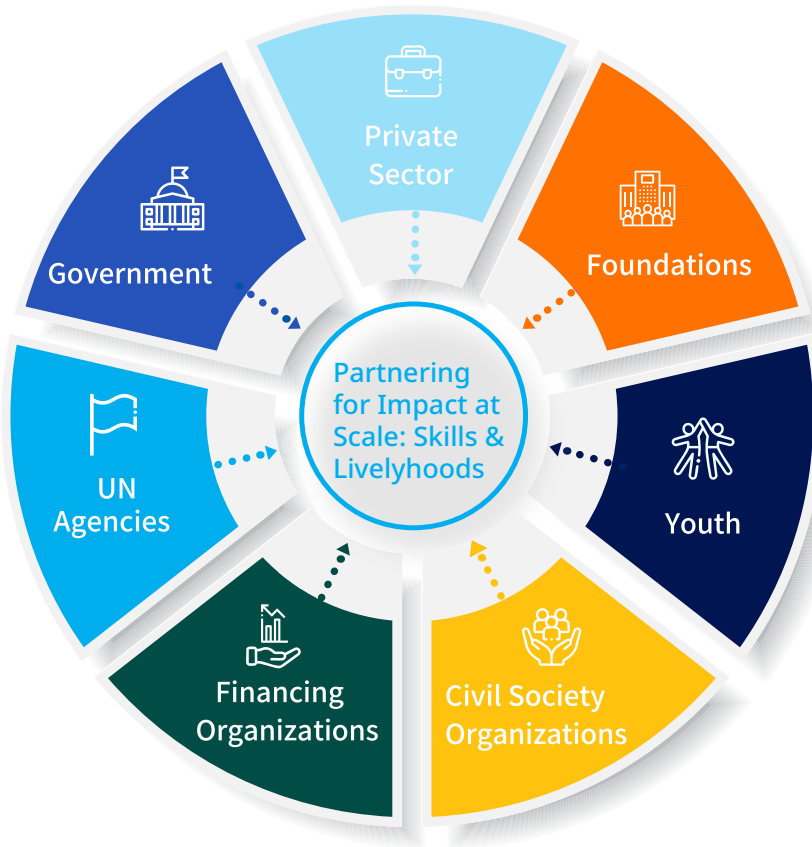 Private
Sector
Foundations
Youth
Civil Society
Organizations
Financing
Organizations
UN
Agencies
Government
Partnering
for Impact at
Scale: Skills &
Livelyhoods